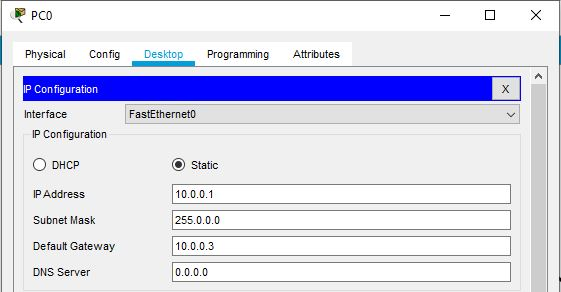 PC0
Physical Config Desktop Programming Attributes
IP Configuration X
Interface FastEthernet0
IP Configuration
DHCP Static
IP Address 10.0.0.1
Subnet Mask 255.0.0.0
Default Gateway 10.0.0.3
DNS Server 0.0.0.0